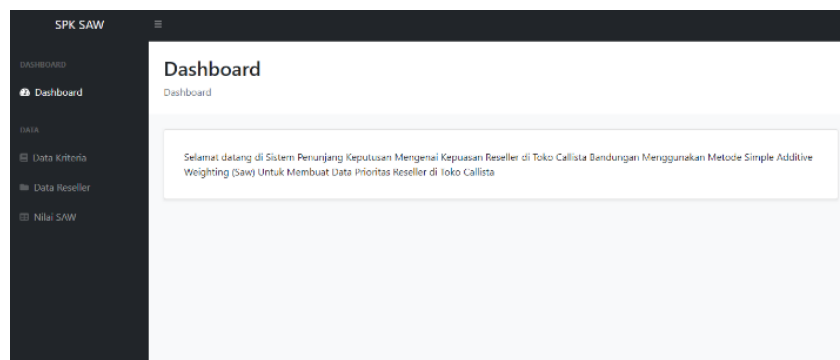 SPK SAW
DASHBOARD
Dashboard
DATA
Data Kriteria
Data Reseller
Nilai SAW
Dashboard
Dashboard
Selamat datang di Sistem Penunjang Keputusan Mengenai Kepuasan Reseller di Toko Callista Bandungan Menggunakan Metode Simple Additive
Weighting (Saw) Untuk Membuat Data Prioritas Reseller di Toko Callista